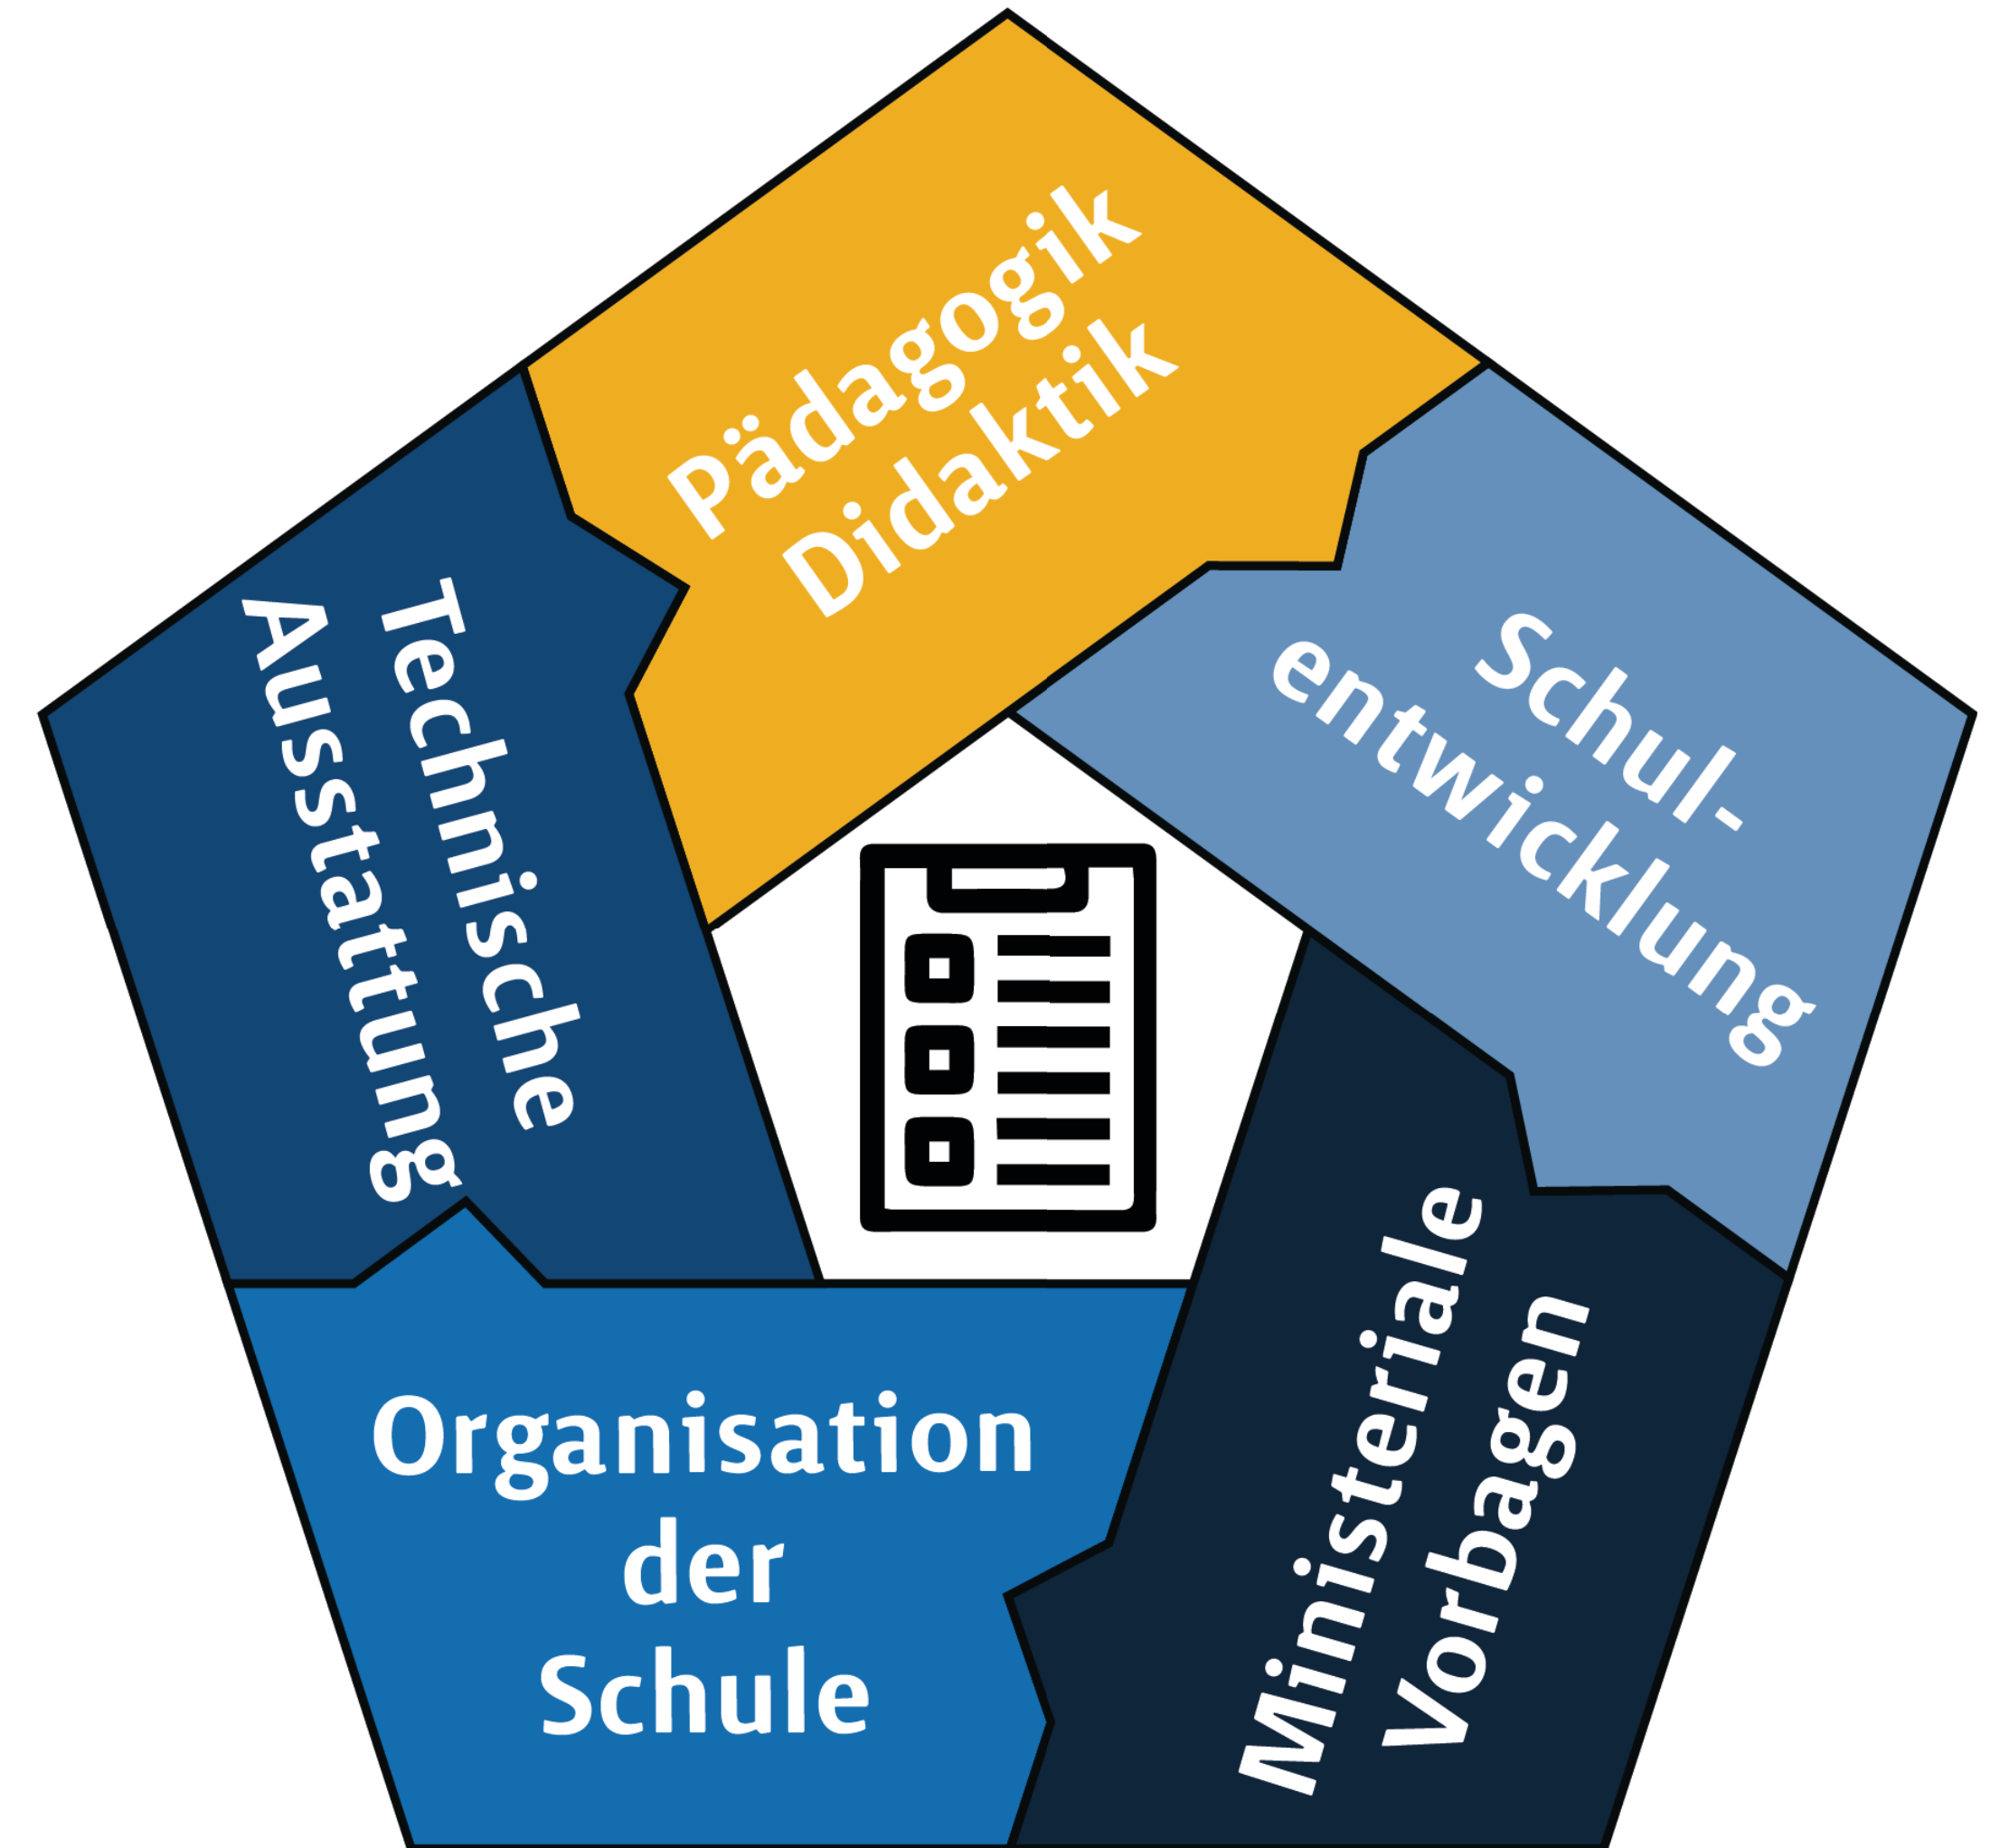 Pädagogik
Didaktik
Schul-
entwicklung
Technische
Ausstattung
Ministeriale
Vorbagen
Organisation
der
Schule